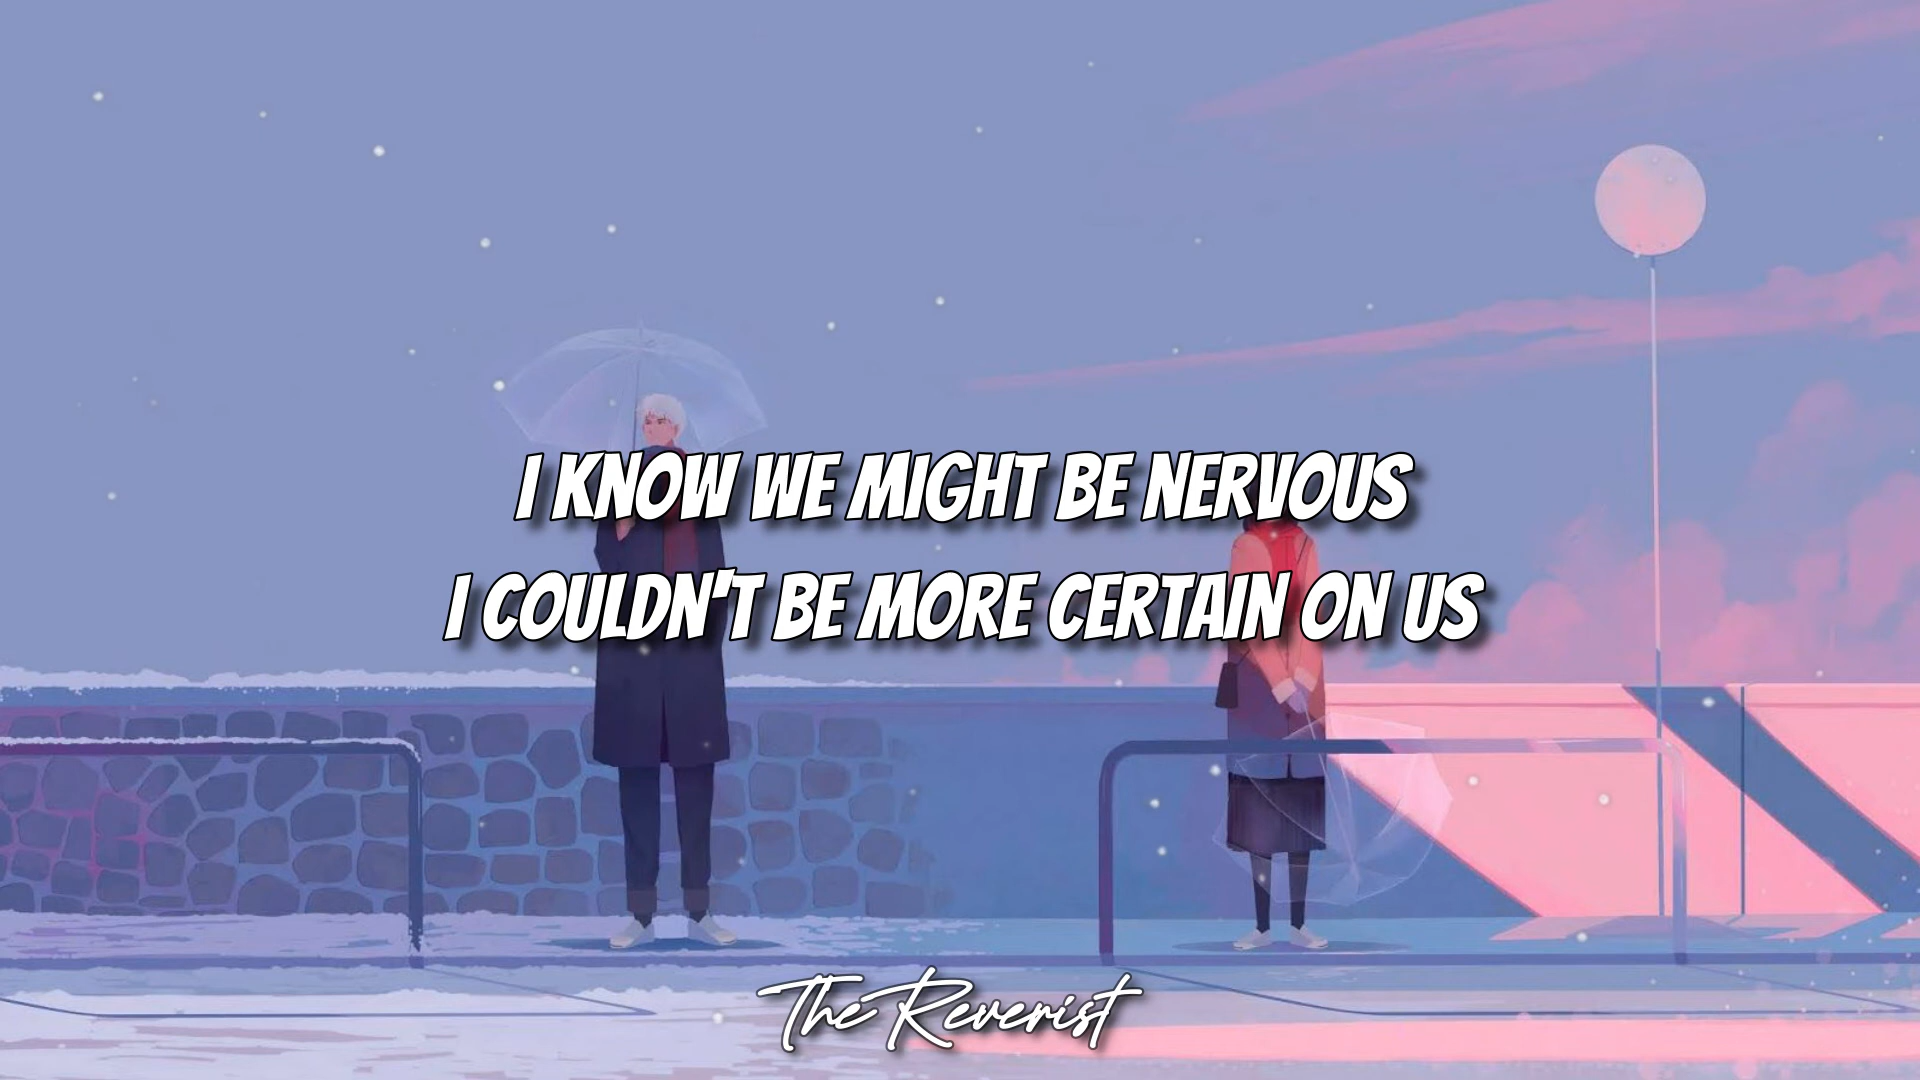 I KNOW WE MIGHT BE NERVOUS
I COULDN'T BE MORE CERTAIN ON US
The Reverist